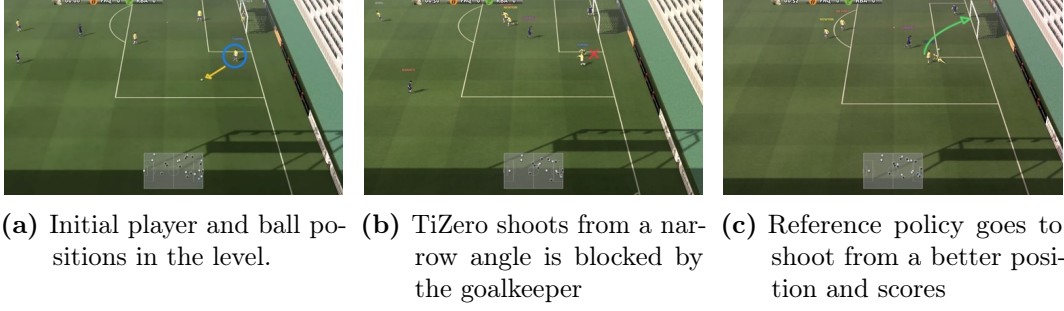 (a) Initial player and ball po-
sitions in the level.
(b) TiZero shoots from a nar-
row angle is blocked by
the goalkeeper
(c) Reference policy goes to
shoot from a better posi-
tion and scores